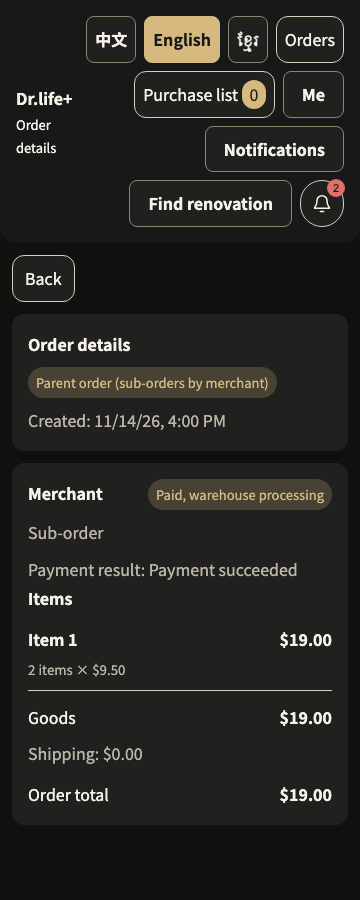 中文 English ខ្មែរ Orders
Dr.life+
Order
details
Purchase list 0 Me
Notifications
Find renovation 2
Back
Order details
Parent order (sub-orders by merchant)
Created: 11/14/26, 4:00 PM
Merchant Paid, warehouse processing
Sub-order
Payment result: Payment succeeded
Items
Item 1 $19.00
2 items × $9.50
Goods $19.00
Shipping: $0.00
Order total $19.00